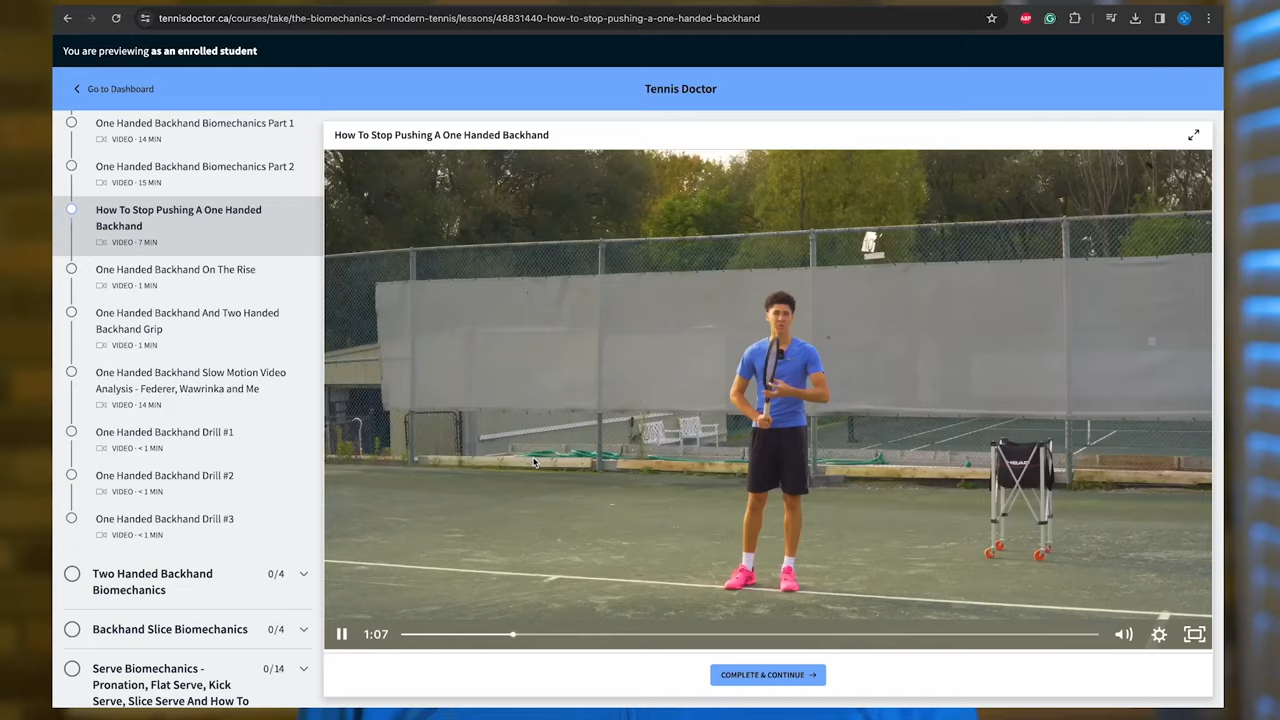 tennisdoctor.ca/courses/take/the-biomechanics-of-modern-tennis/lessons/48831440-how-to-stop-pushing-a-one-handed-backhand
ABP
You are previewing as an enrolled student
Go to Dashboard
Tennis Doctor
One Handed Backhand Biomechanics Part 1
VIDEO · 14 MIN
One Handed Backhand Biomechanics Part 2
VIDEO · 15 MIN
How To Stop Pushing A One Handed
Backhand
VIDEO · 7 MIN
One Handed Backhand On The Rise
VIDEO · 1 MIN
One Handed Backhand And Two Handed
Backhand Grip
VIDEO · 1 MIN
One Handed Backhand Slow Motion Video
Analysis - Federer, Wawrinka and Me
VIDEO · 14 MIN
One Handed Backhand Drill #1
VIDEO · < 1 MIN
One Handed Backhand Drill #2
VIDEO · < 1 MIN
One Handed Backhand Drill #3
VIDEO · < 1 MIN
Two Handed Backhand
Biomechanics
0/4
Backhand Slice Biomechanics
0/4
Serve Biomechanics -
Pronation, Flat Serve, Kick
Serve, Slice Serve And How To
0/14
How To Stop Pushing A One Handed Backhand
HEAD
1:07
COMPLETE & CONTINUE →